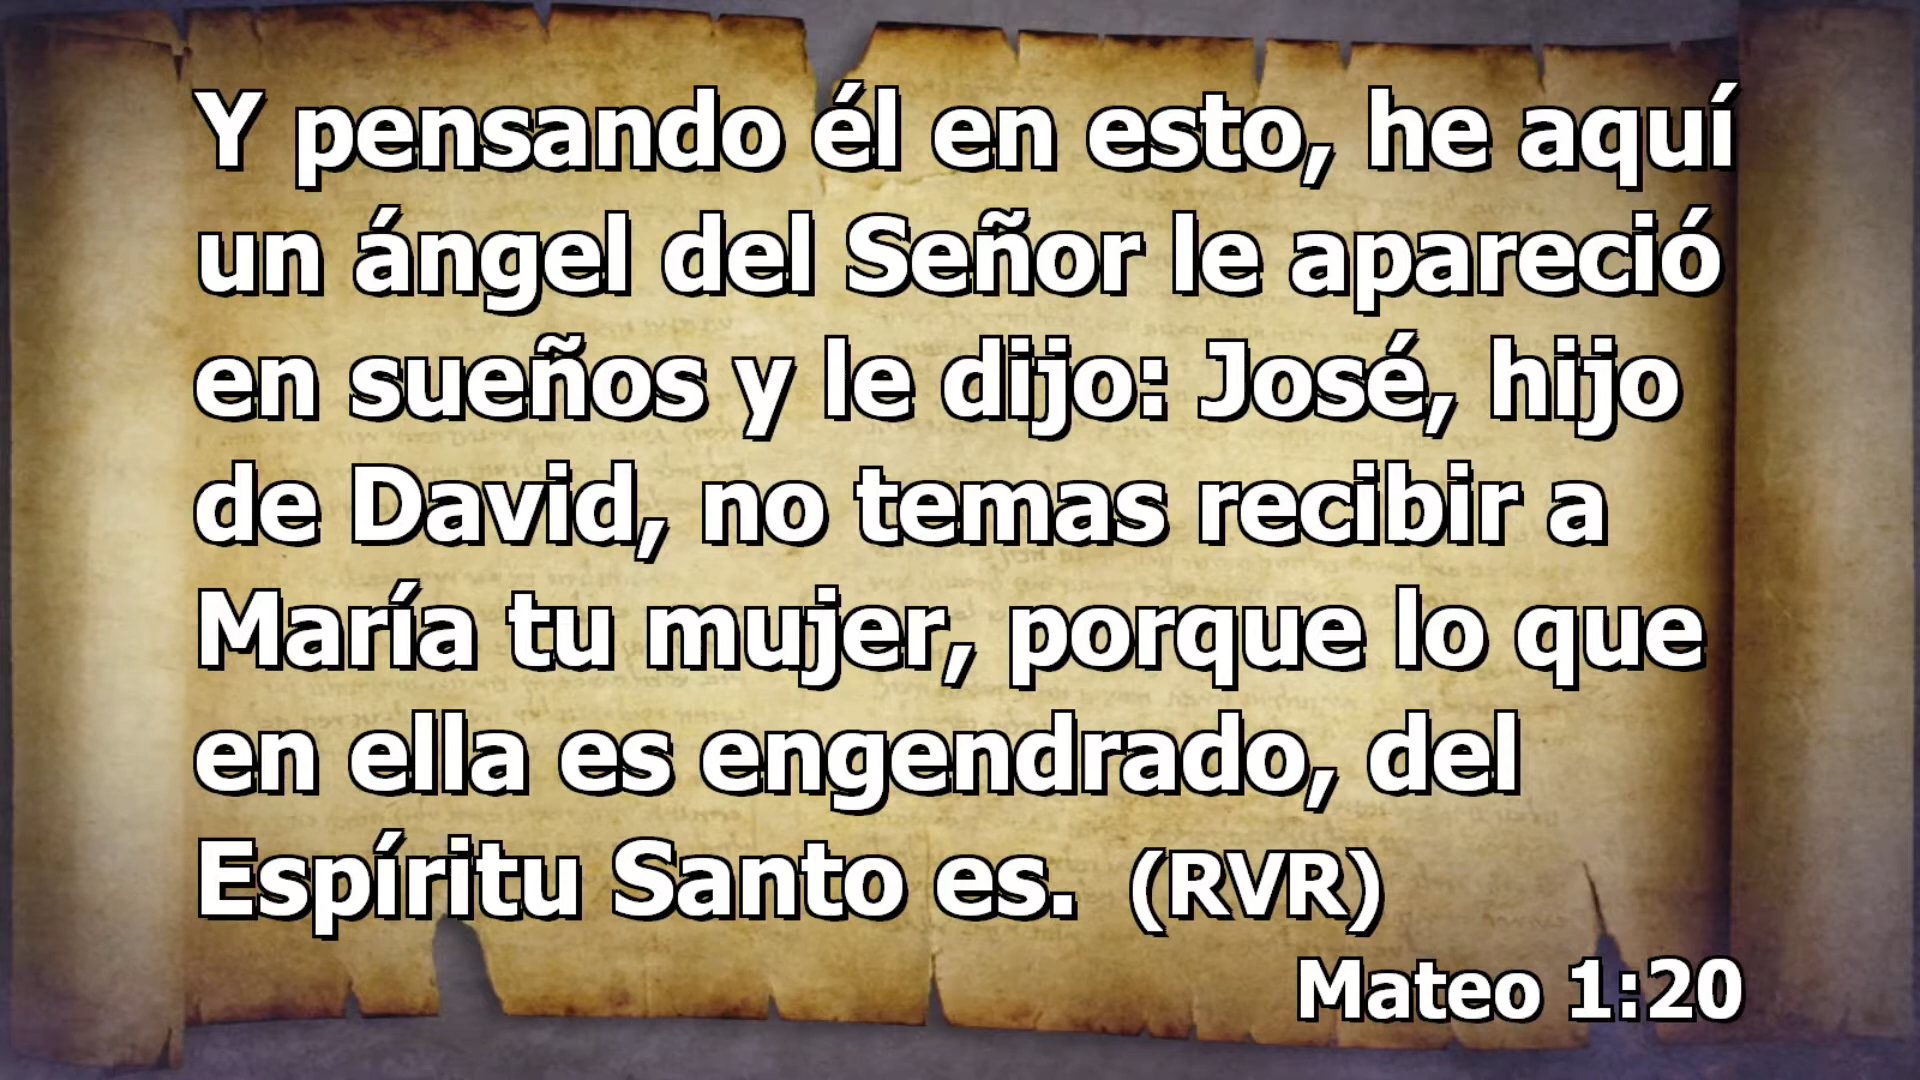 Y pensando él en esto, he aquí
un ángel del Señor le apareció
en sueños y le dijo: José, hijo
de David, no temas recibir a
María tu mujer, porque lo que
en ella es engendrado, del
Espíritu Santo es. (RVR)
Mateo 1:20